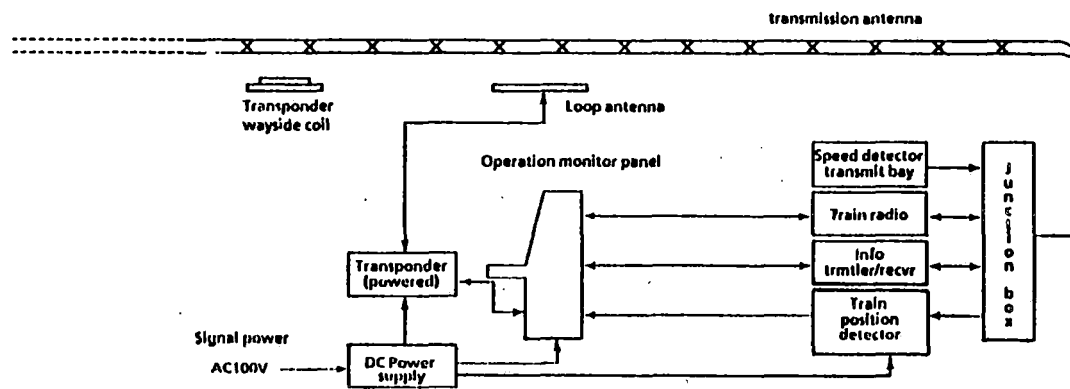 transmission antenna
Transponder
wayside coil
Loop antenna
Operation monitor panel
Speed detector
transmit bay
Train radio
Info
trmtler/recvr
Train
position
detector
Junction box
Transponder
(powered)
Signal power
AC100V
DC Power
supply